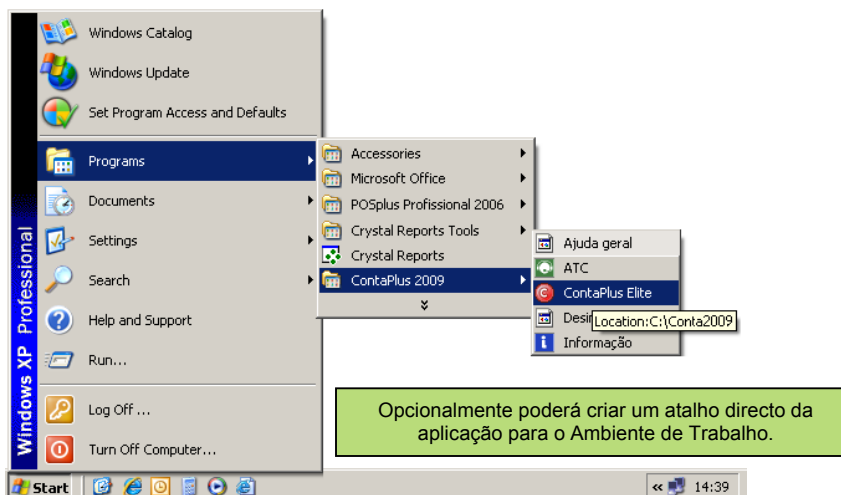 Windows Catalog
Windows Update
Set Program Access and Defaults
Programs
Documents
Settings
Search
Help and Support
Run...
Log Off ...
Turn Off Computer...
Windows XP Professional
Accessories
Microsoft Office
POSplus Profissional 2006
Crystal Reports Tools
Crystal Reports
ContaPlus 2009
Ajuda geral
ATC
ContaPlus Elite
Location:C:\Conta2009
Informação
Opcionalmente poderá criar um atalho directo da
aplicação para o Ambiente de Trabalho.
Start
14:39